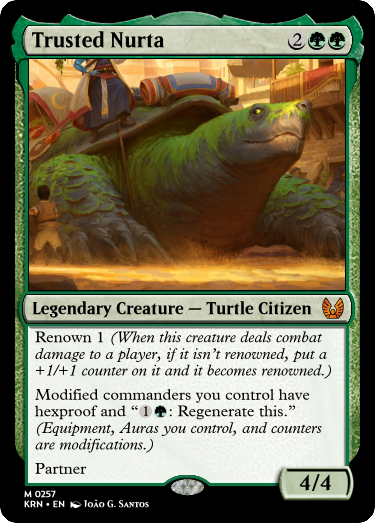 Trusted Nurta 2
Legendary Creature — Turtle Citizen
Renown 1 (When this creature deals combat
damage to a player, if it isn't renowned, put a
+1/+1 counter on it and it becomes renowned.)
Modified commanders you control have
hexproof and “1: Regenerate this.”
(Equipment, Auras you control, and counters
are modifications.)
Partner
4/4
M 0257
KRN • EN João G. Santos